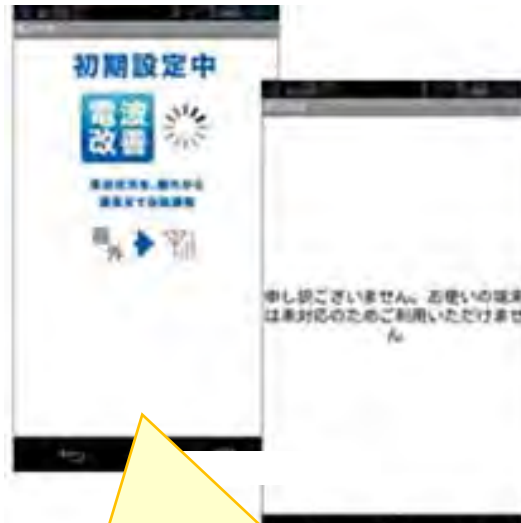 初期設定中
電波
改善
圏
外
申し訳ございません。お使いの端末
は未対応のためご利用いただけませ
ん